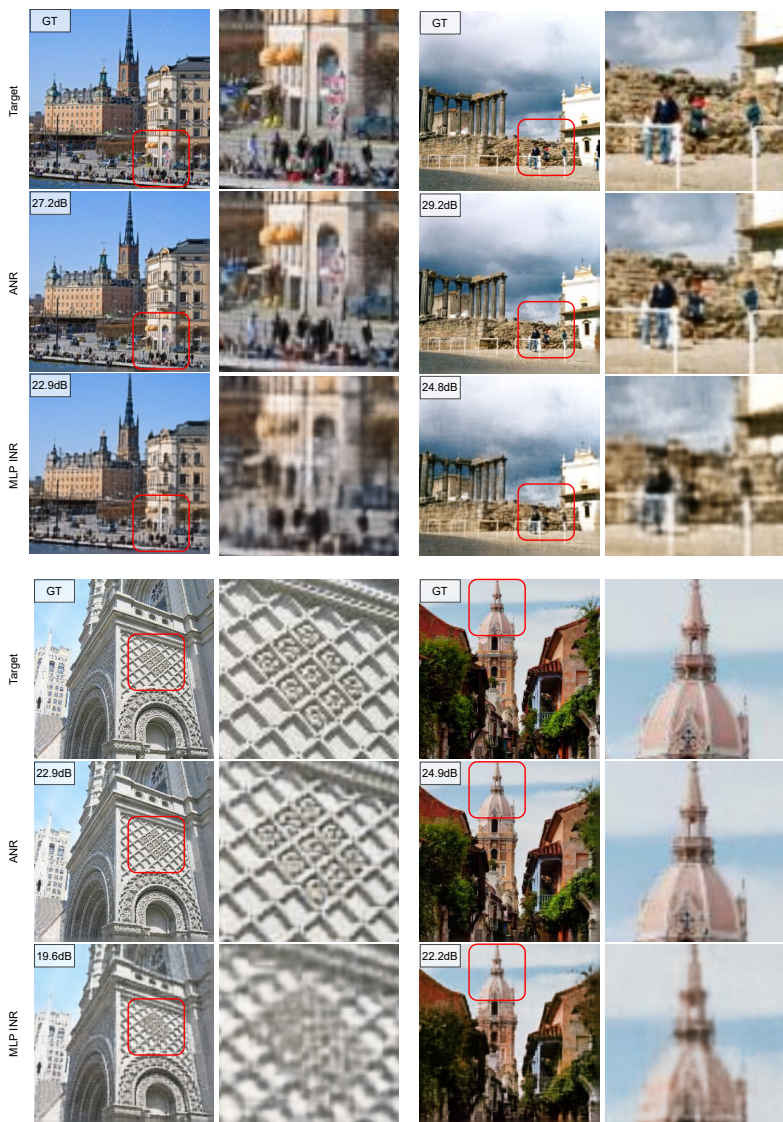 GT
GT
Target
27.2dB
29.2dB
ANR
22.9dB
24.8dB
MLP INR
GT
GT
Target
22.9dB
24.9dB
ANR
19.6dB
22.2dB
MLP INR